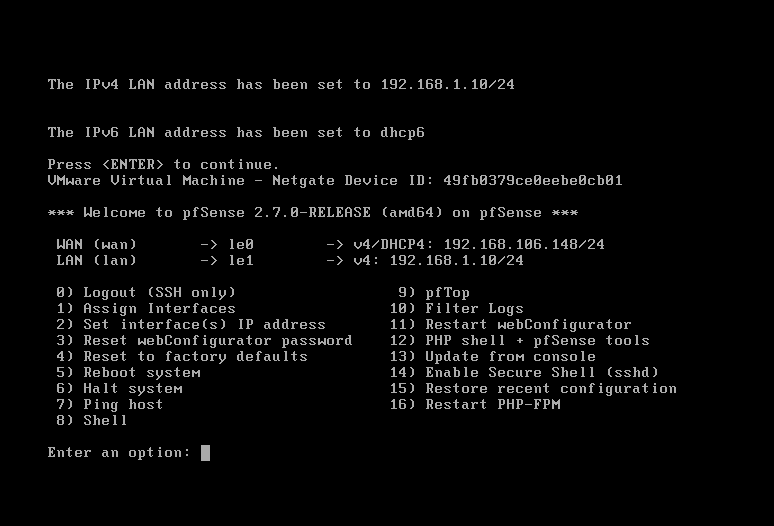 The IPv4 LAN address has been set to 192.168.1.10/24
The IPv6 LAN address has been set to dhcp6
Press <ENTER> to continue.
VMware Virtual Machine - Netgate Device ID: 49fb0379ce0eebe0cb01
*** Welcome to pfSense 2.7.0-RELEASE (amd64) on pfSense ***
WAN (wan)       -> le0        -> v4/DHCP4: 192.168.106.148/24
LAN (lan)       -> le1        -> v4: 192.168.1.10/24
0) Logout (SSH only)                  9) pfTop
1) Assign Interfaces                 10) Filter Logs
2) Set interface(s) IP address       11) Restart webConfigurator
3) Reset webConfigurator password    12) PHP shell + pfSense tools
4) Reset to factory defaults         13) Update from console
5) Reboot system                     14) Enable Secure Shell (sshd)
6) Halt system                       15) Restore recent configuration
7) Ping host                         16) Restart PHP-FPM
8) Shell
Enter an option: